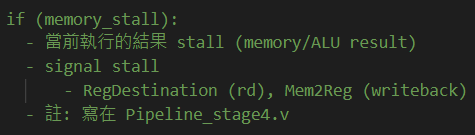 if (memory_stall):
- 當前執行的結果 stall (memory/ALU result)
- signal stall
- RegDestination (rd), Mem2Reg (writeback)
- 註: 寫在 Pipeline_stage4.v